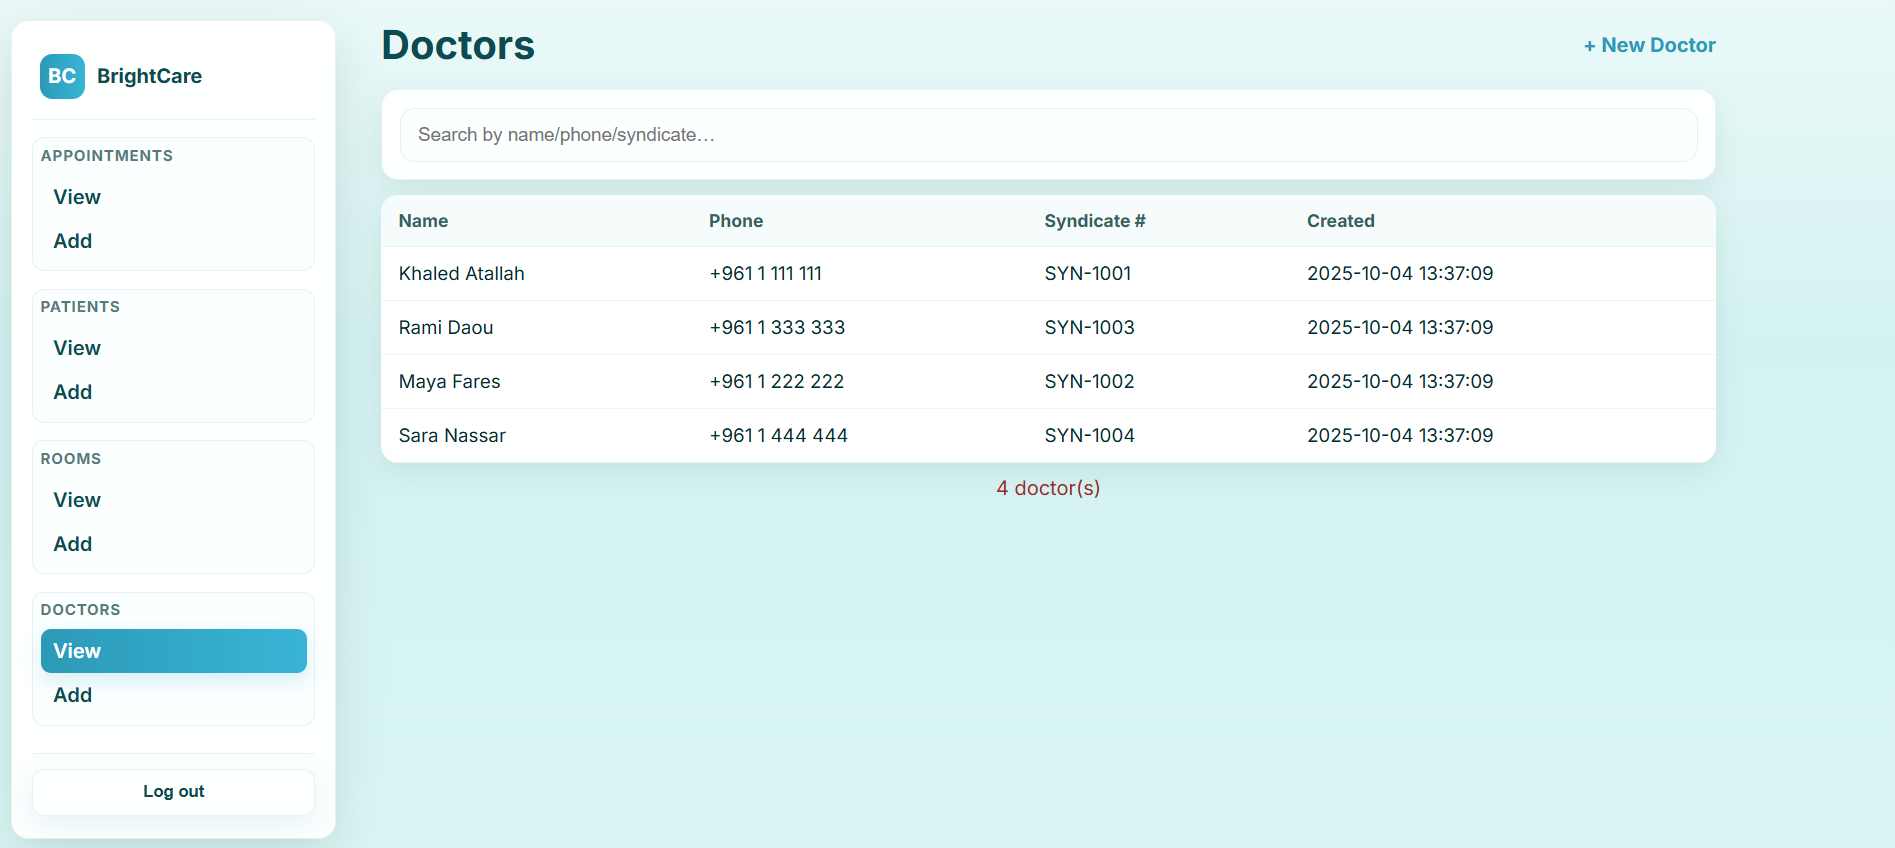 BC BrightCare
APPOINTMENTS
View
Add
PATIENTS
View
Add
ROOMS
View
Add
DOCTORS
View
Add
Log out
Doctors
+ New Doctor
Search by name/phone/syndicate...
Name Phone Syndicate # Created
Khaled Atallah +961 1 111 111 SYN-1001 2025-10-04 13:37:09
Rami Daou +961 1 333 333 SYN-1003 2025-10-04 13:37:09
Maya Fares +961 1 222 222 SYN-1002 2025-10-04 13:37:09
Sara Nassar +961 1 444 444 SYN-1004 2025-10-04 13:37:09
4 doctor(s)